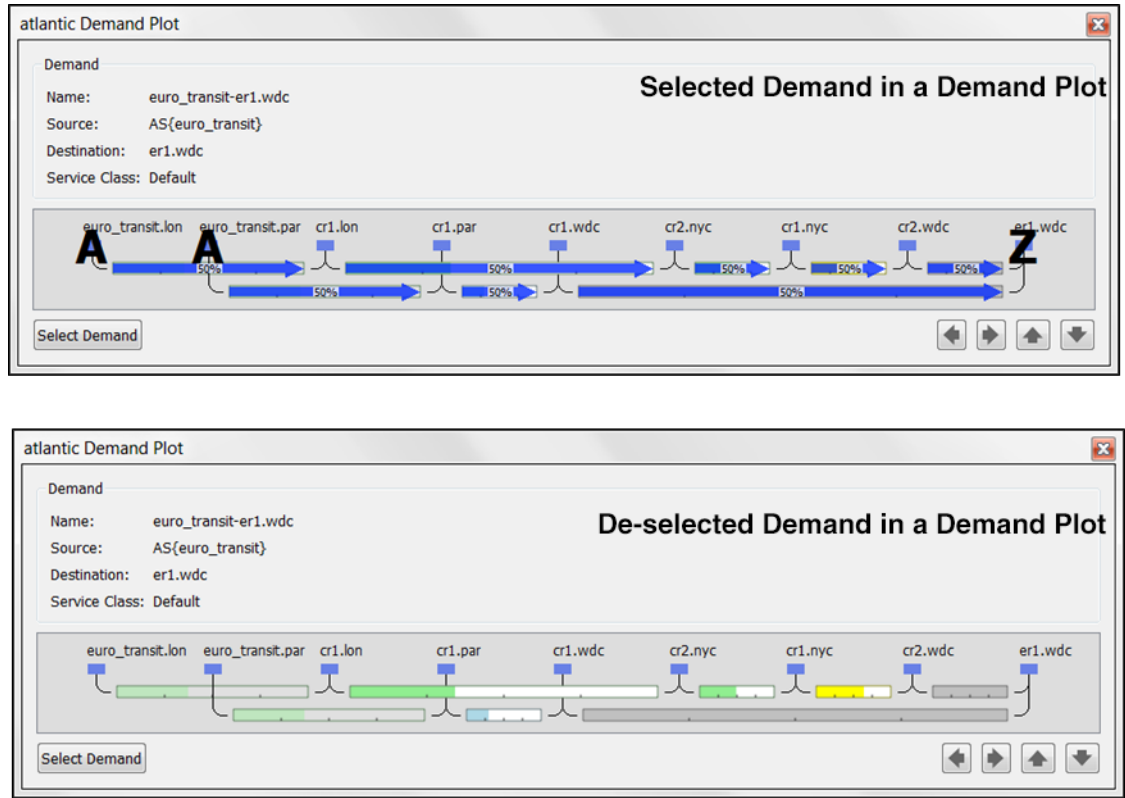 atlantic Demand Plot
Demand
Selected Demand in a Demand Plot
Name: euro_transit-er1.wdc
Source: AS{euro_transit}
Destination: er1.wdc
Service Class: Default
euro_transit.lon euro_transit.par cr1.lon cr1.par cr1.wdc cr2.nyc cr1.nyc cr2.wdc er1.wdc
A A Z
50% 50% 50% 50% 50%
50% 50% 50%
Select Demand
atlantic Demand Plot
Demand
De-selected Demand in a Demand Plot
Name: euro_transit-er1.wdc
Source: AS{euro_transit}
Destination: er1.wdc
Service Class: Default
euro_transit.lon euro_transit.par cr1.lon cr1.par cr1.wdc cr2.nyc cr1.nyc cr2.wdc er1.wdc
Select Demand